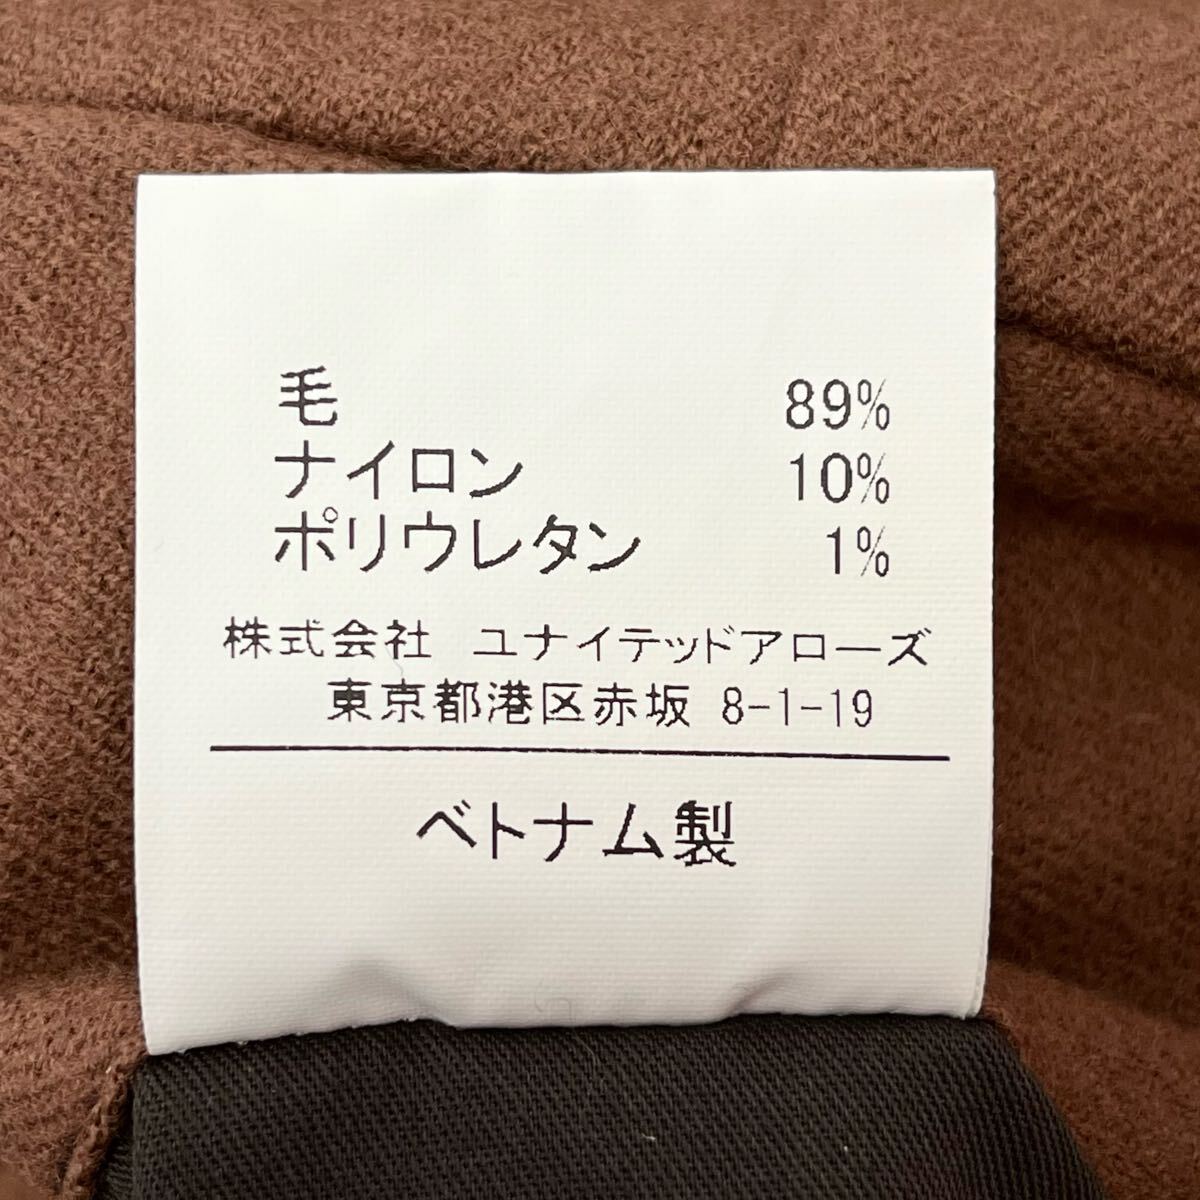 毛 89%
ナイロン 10%
ポリウレタン 1%
株式会社 ユナイテッドアローズ
東京都港区赤坂 8-1-19
ベトナム製